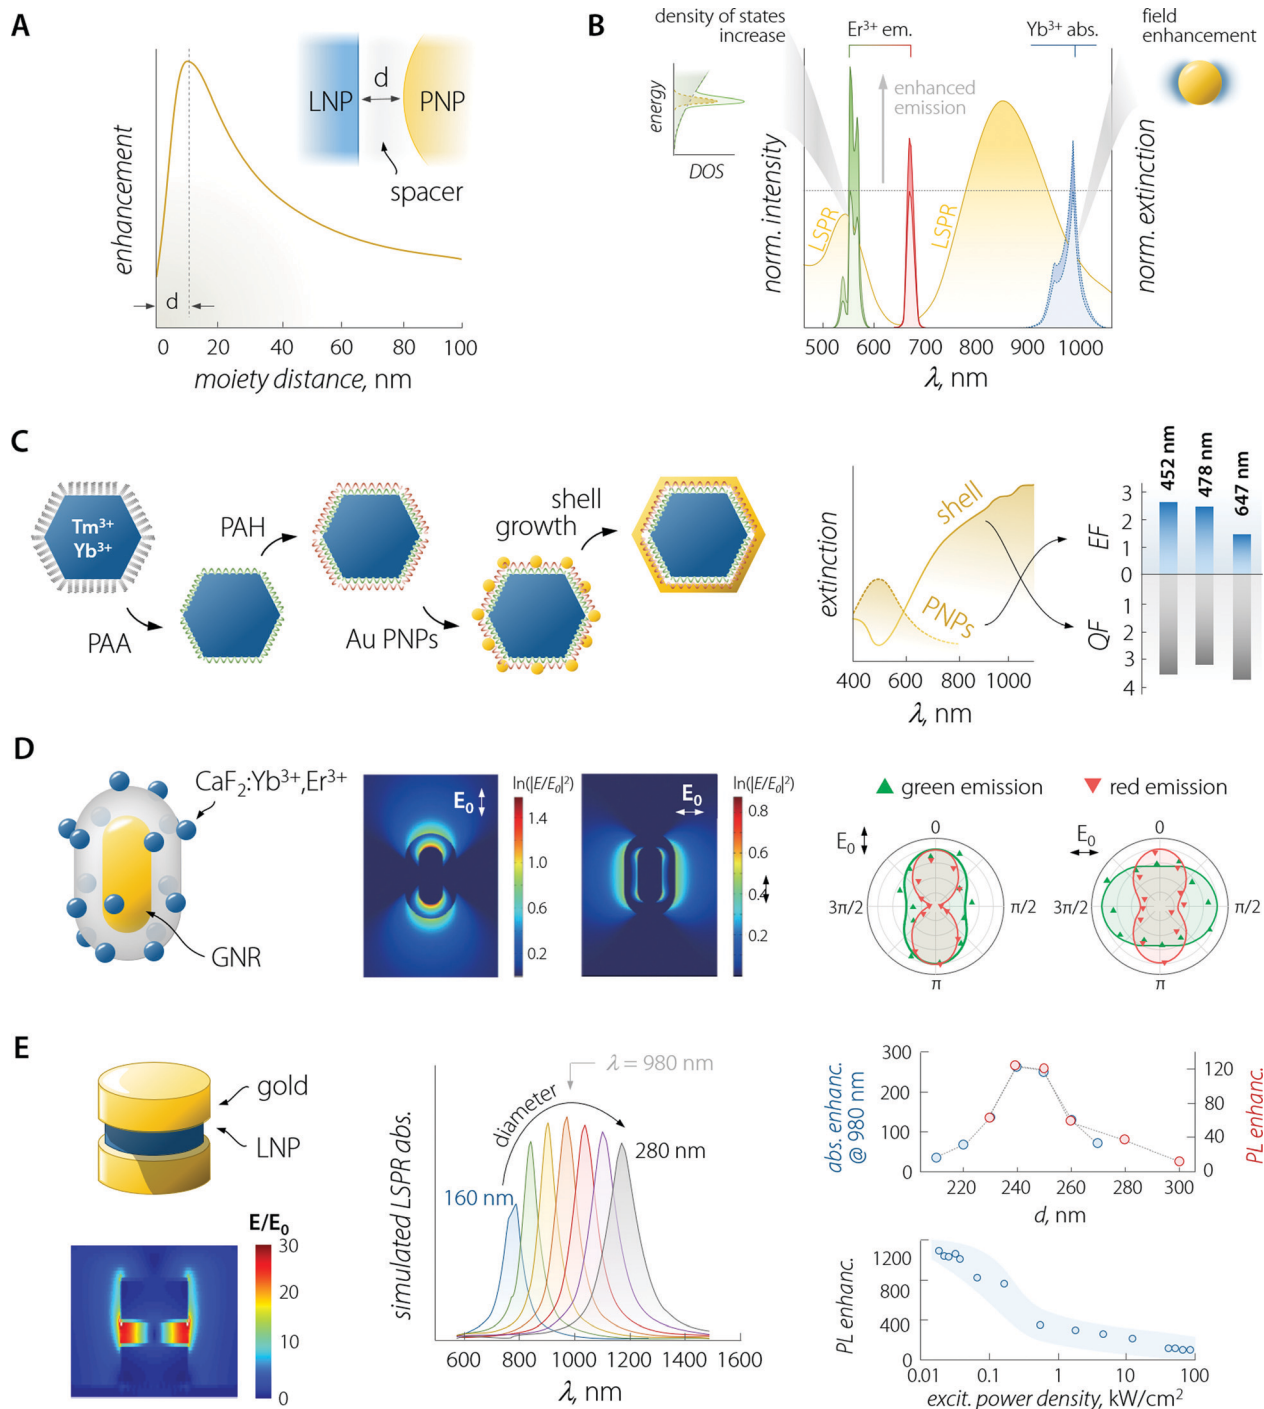 A
enhancement
LNP
d
PNP
spacer
d
0 20 40 60 80 100
moiety distance, nm
B
density of states
increase
energy
DOS
Er³⁺ em.
Yb³⁺ abs.
field
enhancement
enhanced
emission
norm. intensity
LSPR
LSPR
norm. extinction
500 600 700 800 900 1000
λ, nm
C
Tm³⁺
Yb³⁺
PAA
PAH
Au PNPs
shell
growth
extinction
shell
PNPs
400 600 800 1000
λ, nm
452 nm
478 nm
647 nm
EF
QF
3
2
1
0
1
2
3
4
D
CaF₂:Yb³⁺,Er³⁺
GNR
ln(|E/E₀|²)
E₀
1.4
1.0
0.6
0.2
ln(|E/E₀|²)
E₀
0.8
0.6
0.4
0.2
green emission
red emission
E₀
0
3π/2
π/2
π
E₀
0
3π/2
π/2
π
E
gold
LNP
E/E₀
30
20
10
0
simulated LSPR abs.
λ = 980 nm
diameter
160 nm
280 nm
600 800 1000 1200 1400 1600
λ, nm
abs. enhanc.
@ 980 nm
300
200
100
0
PL enhanc.
120
80
40
0
220 240 260 280 300
d, nm
PL enhanc.
1200
800
400
0
0.01 0.1 1 10 100
excit. power density, kW/cm²